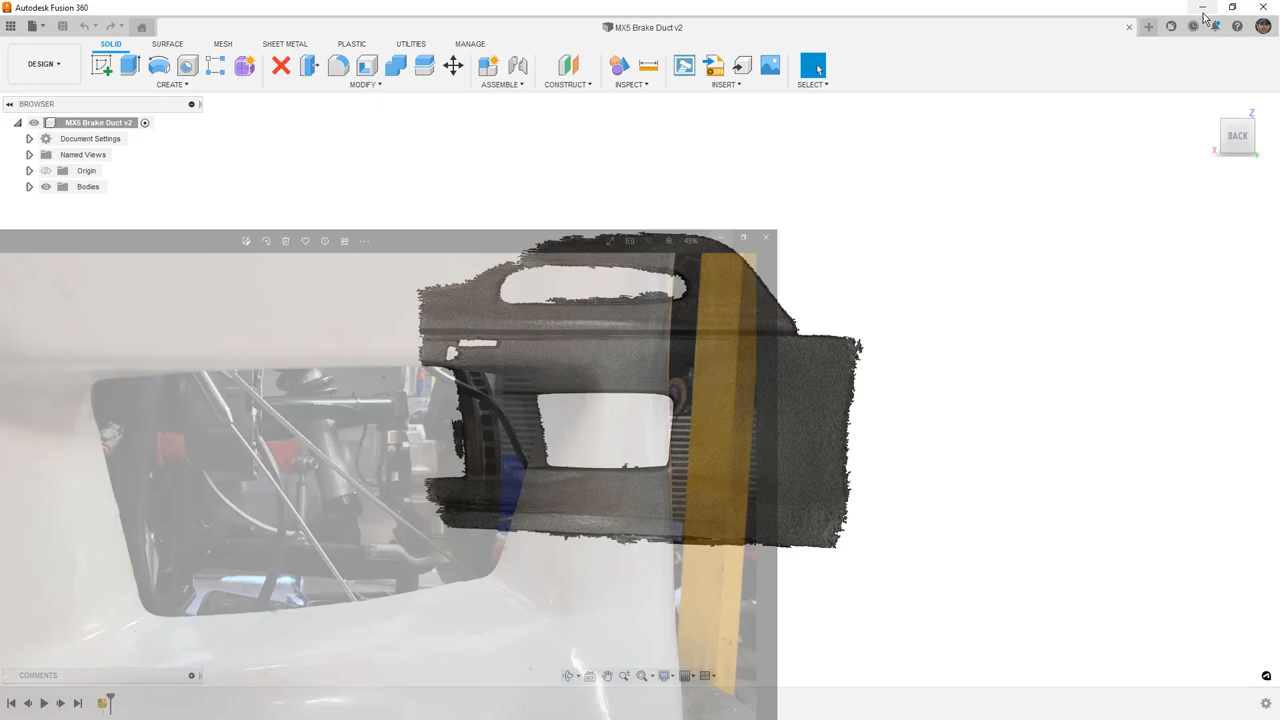 Autodesk Fusion 360
MX5 Brake Duct v2
SOLID SURFACE MESH SHEET METAL PLASTIC UTILITIES MANAGE
DESIGN
CREATE MODIFY ASSEMBLE CONSTRUCT INSPECT INSERT SELECT
BROWSER
MX5 Brake Duct v2
Document Settings
Named Views
Origin
Bodies
Z
BACK
X
45%
COMMENTS